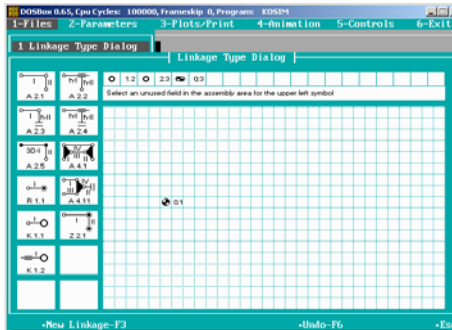 DOSBox 0.65, Cpu Cycles: 100000, Frameskip 0, Program: KOSIM
1-Files 2-Parameters 3-Plots/Print 4-Animation 5-Controls 6-Exit
1 Linkage Type Dialog
Linkage Type Dialog
1.2 2.3 0.3
Select an unused field in the assembly area for the upper left symbol
A 2.1 A 2.2
A 2.3 A 2.4
A 2.5 A 4.1
0.1
B 1.1 A 4.11
K 1.1 Z 2.1
K 1.2
-New Linkage-F3 -Undo-F6 -Esc